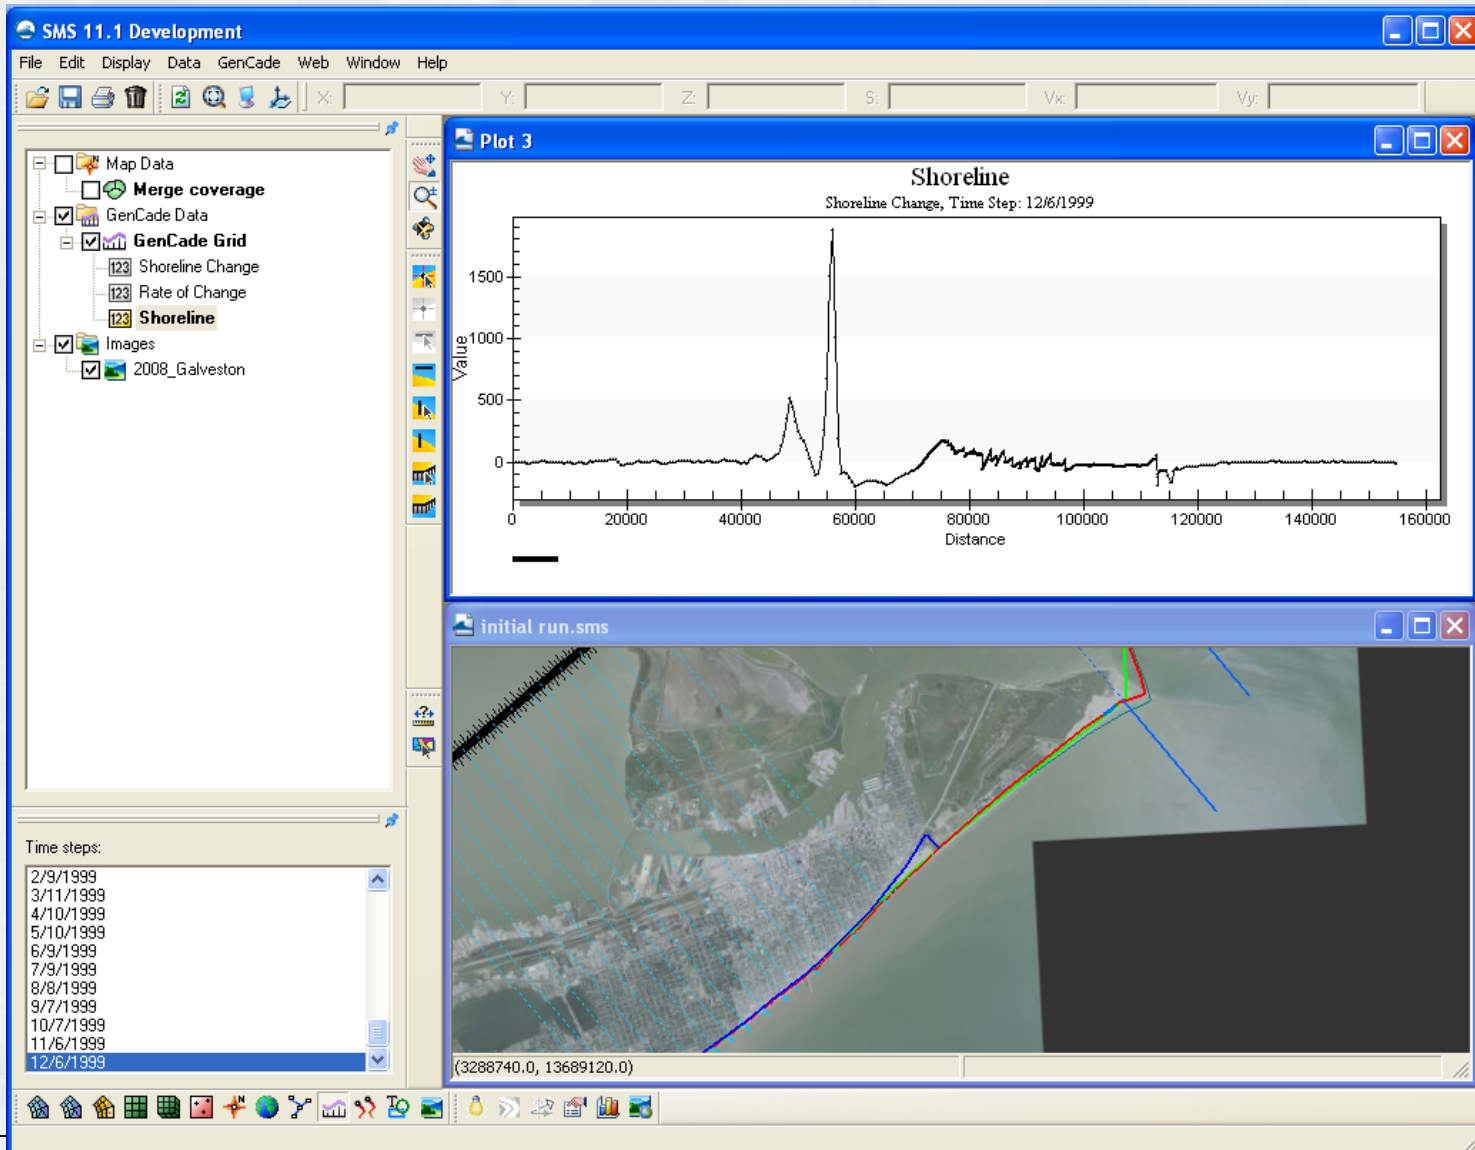 SMS 11.1 Development
File Edit Display Data GenCade Web Window Help
X: Y: Z: S: Vx: Vy:
Map Data
Merge coverage
GenCade Data
GenCade Grid
123 Shoreline Change
123 Rate of Change
123 Shoreline
Images
2008_Galveston
Time steps:
2/9/1999
3/11/1999
4/10/1999
5/10/1999
6/9/1999
7/9/1999
8/8/1999
9/7/1999
10/7/1999
11/6/1999
12/6/1999
Plot 3
Shoreline
Shoreline Change, Time Step: 12/6/1999
Value
1500
1000
500
0
0 20000 40000 60000 80000 100000 120000 140000 160000
Distance
initial run.sms
(3288740.0, 13689120.0)